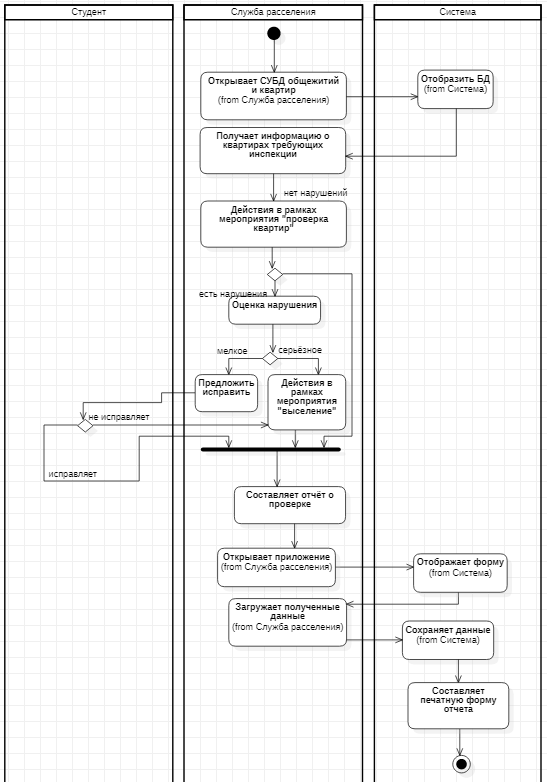 Студент
Служба расселения
Система
Открывает СУБД общежитий
и квартир
(from Служба расселения)
Отобразить БД
(from Система)
Получает информацию о
квартирах требующих
инспекции
нет нарушений
Действия в рамках
мероприятия "проверка
квартир"
есть нарушения
Оценка нарушения
мелкое
серьёзное
Предложить
исправить
Действия в
рамках
мероприятия
"выселение"
не исправляет
исправляет
Составляет отчёт о
проверке
Открывает приложение
(from Служба расселения)
Отображает форму
(from Система)
Загружает полученные
данные
(from Служба расселения)
Сохраняет данные
(from Система)
Составляет
печатную форму
отчета